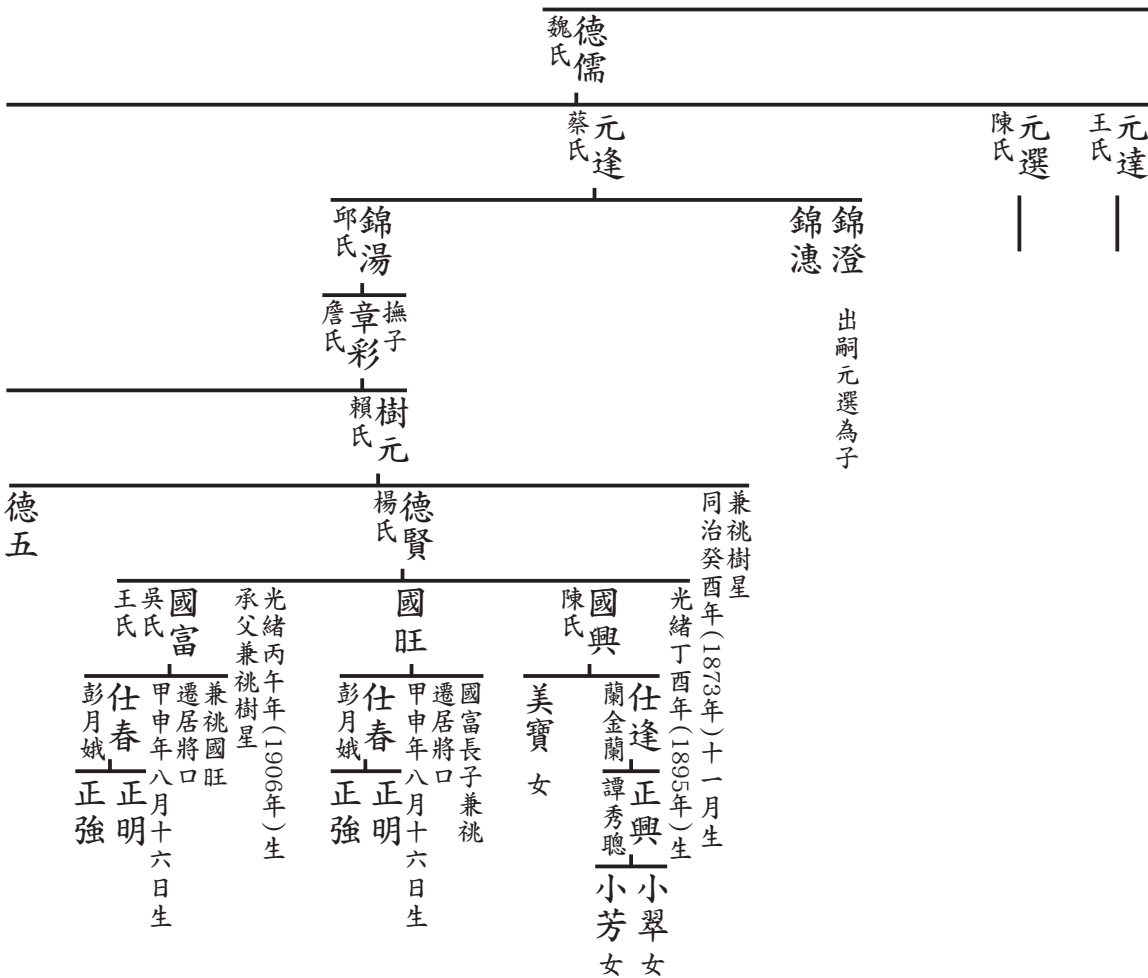 德儒
魏氏
元達
王氏
元選
陳氏
元逢
蔡氏
錦澄
出嗣元選為子
錦漶
錦湯
邱氏
撫子
章彩
詹氏
樹元
賴氏
兼祧樹星
同治癸酉年(1873年)十一月生
德賢
楊氏
德五
光緒丁酉年(1895年)生
國興
陳氏
國旺
光緒丙午年(1906年)生
承父兼祧樹星
國富
吳氏
王氏
仕逢
蘭金蘭
美寶 女
國富長子兼祧
遷居將口
甲申年八月十六日生
仕春
彭月娥
兼祧國旺
遷居將口
甲申年八月十六日生
仕春
彭月娥
正興
譚秀聰
正明
正強
正明
正強
小翠 女
小芳 女